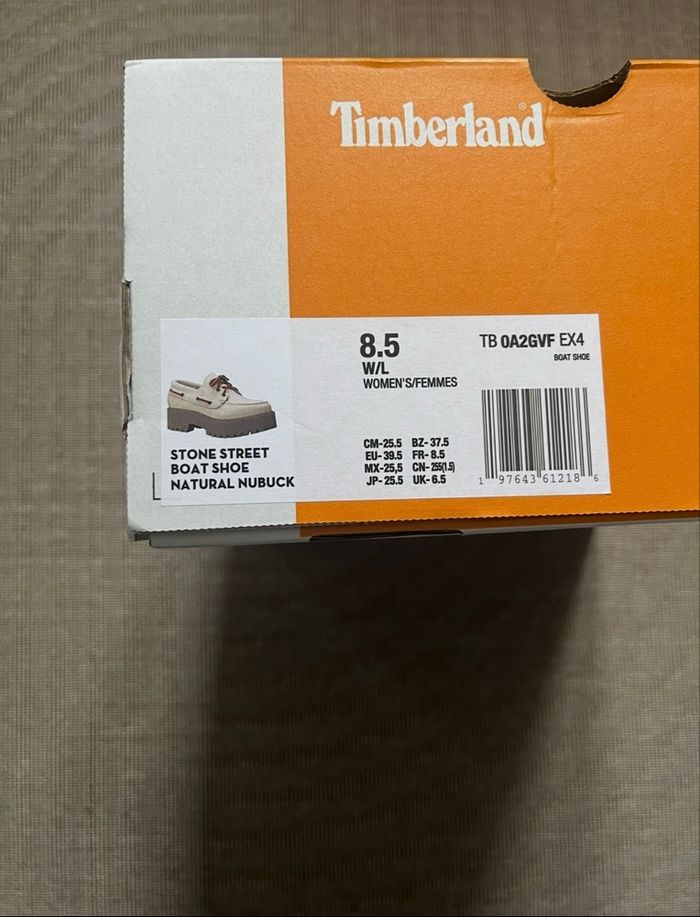 Timberland®
8.5
W/L
WOMEN'S/FEMMES
TB 0A2GVF EX4
BOAT SHOE
STONE STREET
BOAT SHOE
NATURAL NUBUCK
CM-25.5 BZ-37.5
EU-39.5 FR-8.5
MX-25,5 CN-255(1.5)
JP-25.5 UK-6.5
1 97643 61218 6